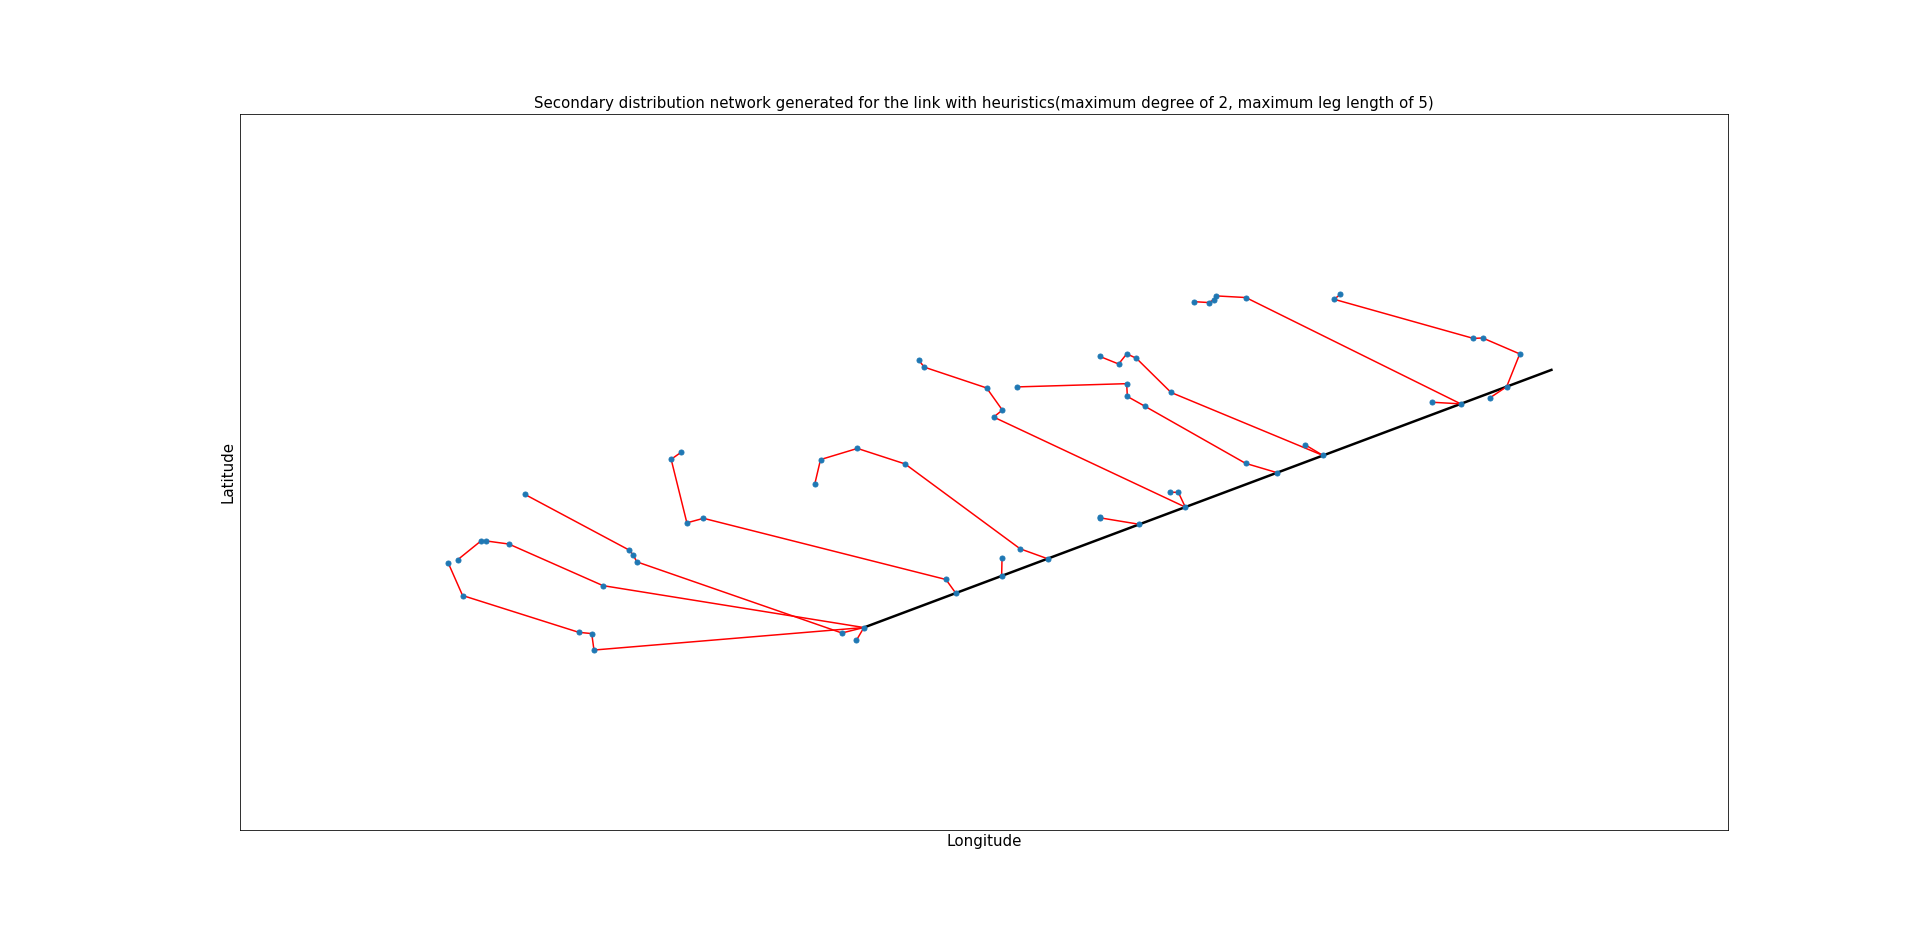 Secondary distribution network generated for the link with heuristics(maximum degree of 2, maximum leg length of 5)
Latitude
Longitude